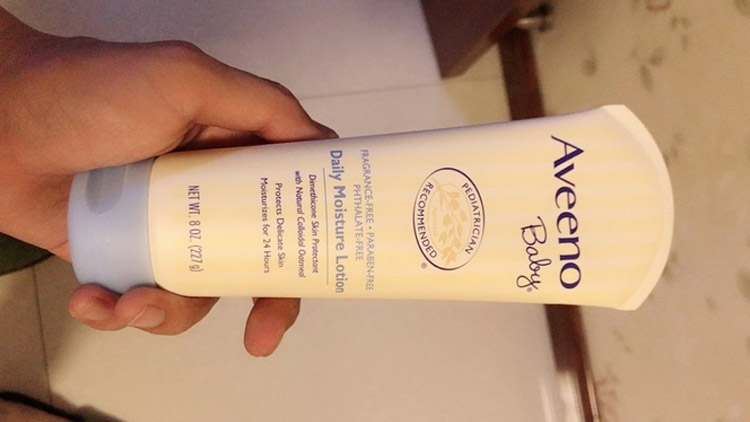 Aveeno
Baby®
PEDIATRICIAN
RECOMMENDED®
FRAGRANCE-FREE • PARABEN-FREE
PHTHALATE-FREE
Daily Moisture Lotion
Dimethicone Skin Protectant
with Natural Colloidal Oatmeal
Protects Delicate Skin
Moisturizes for 24 Hours
NET WT. 8 OZ. (227 g)